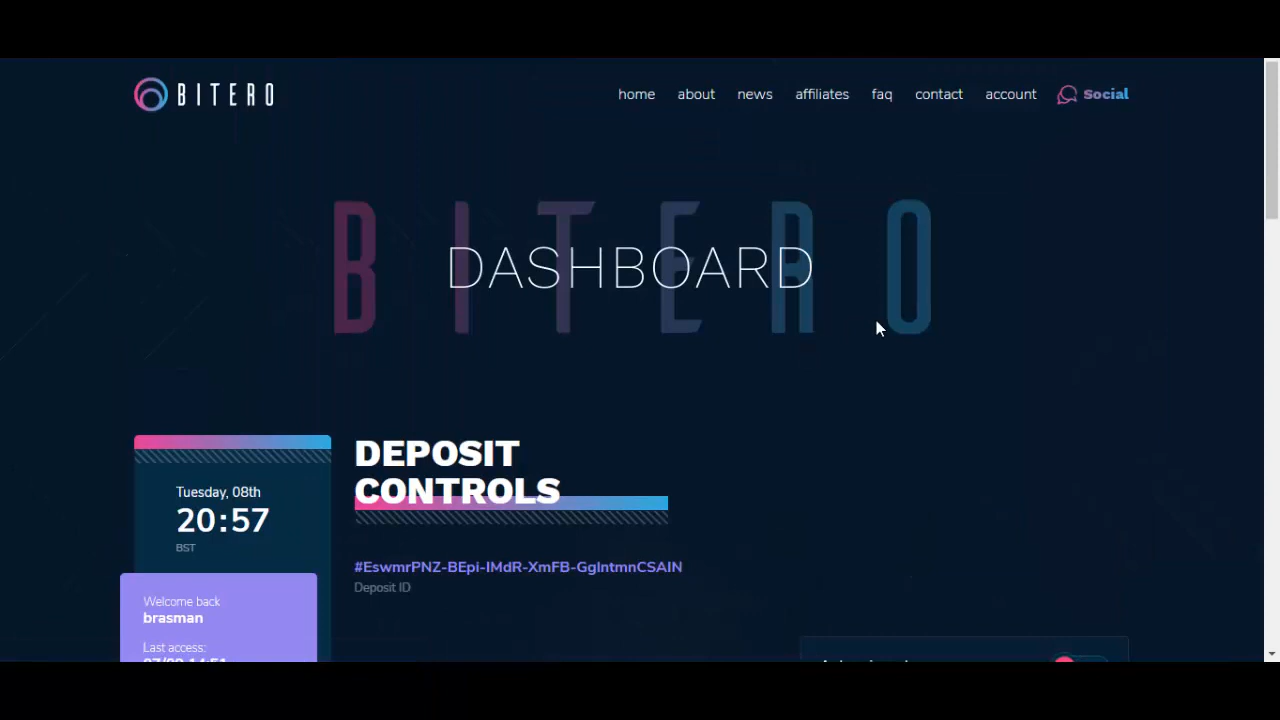 BITERO
home about news affiliates faq contact account Social
BITERO
DASHBOARD
DEPOSIT
CONTROLS
Tuesday, 08th
20:57
BST
#EswmrPNZ-BEpi-IMdR-XmFB-GgIntmnCSAIN
Deposit ID
Welcome back
brasman
Last access: